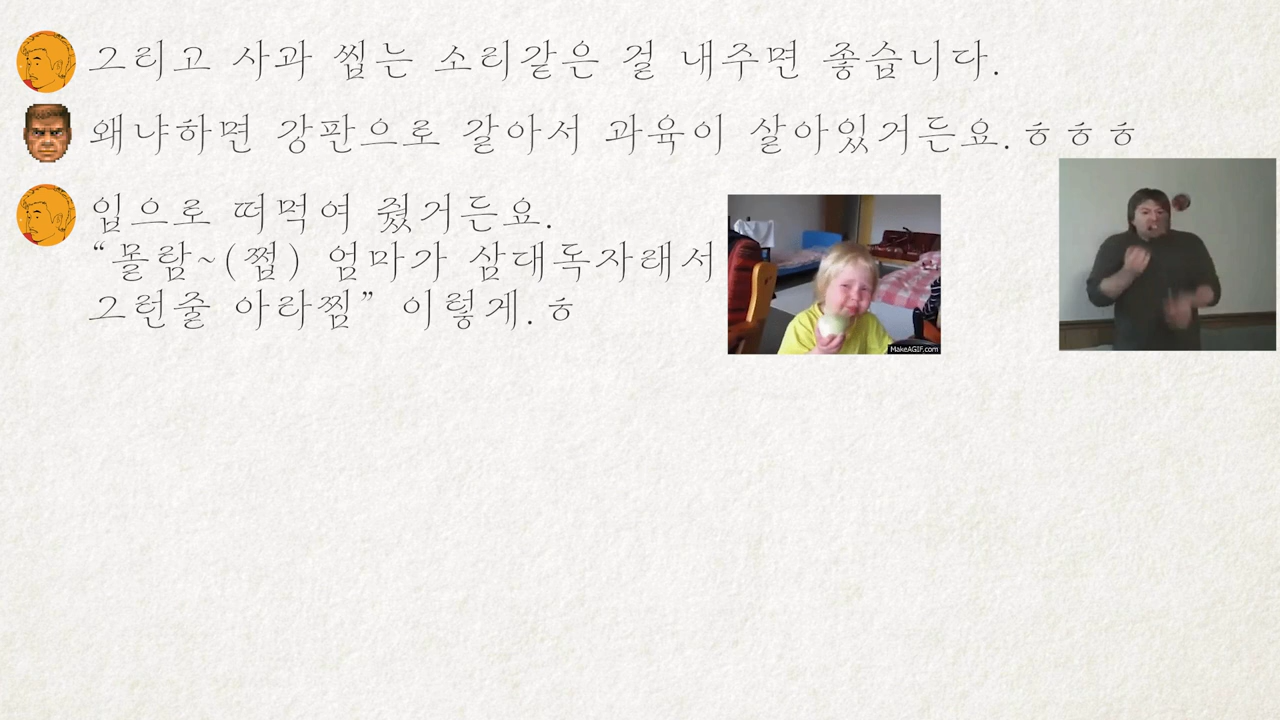 그리고 사과 씹는 소리같은 걸 내주면 좋습니다.
왜냐하면 강판으로 갈아서 과육이 살아있거든요. ㅎㅎㅎ
입으로 떠먹여 줬거든요.
“몰람~(쩝) 엄마가 삼대독자래서
그런줄 아라찜” 이렇게.ㅎ
MakeAGIF.com